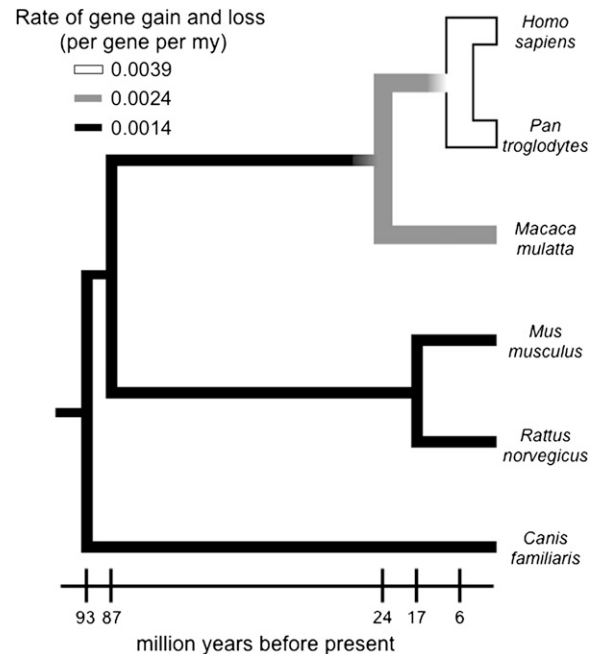 Rate of gene gain and loss
(per gene per my)
0.0039
0.0024
0.0014
Homo
sapiens
Pan
troglodytes
Macaca
mulatta
Mus
musculus
Rattus
norvegicus
Canis
familiaris
93 87 24 17 6
million years before present